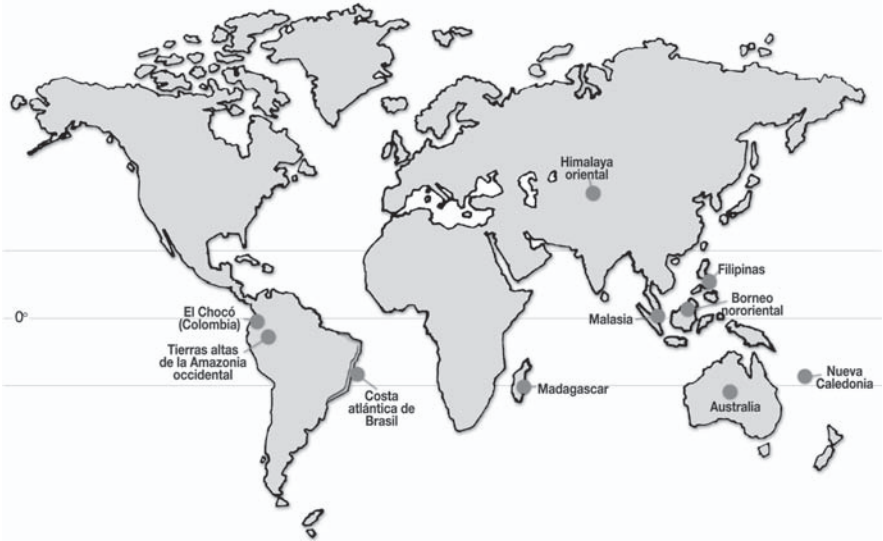 Himalaya
oriental
Filipinas
Borneo
nororiental
Malasia
0°
El Chocó
(Colombia)
Tierras altas
de la Amazonia
occidental
Costa
atlántica de
Brasil
Madagascar
Nueva
Caledonia
Australia